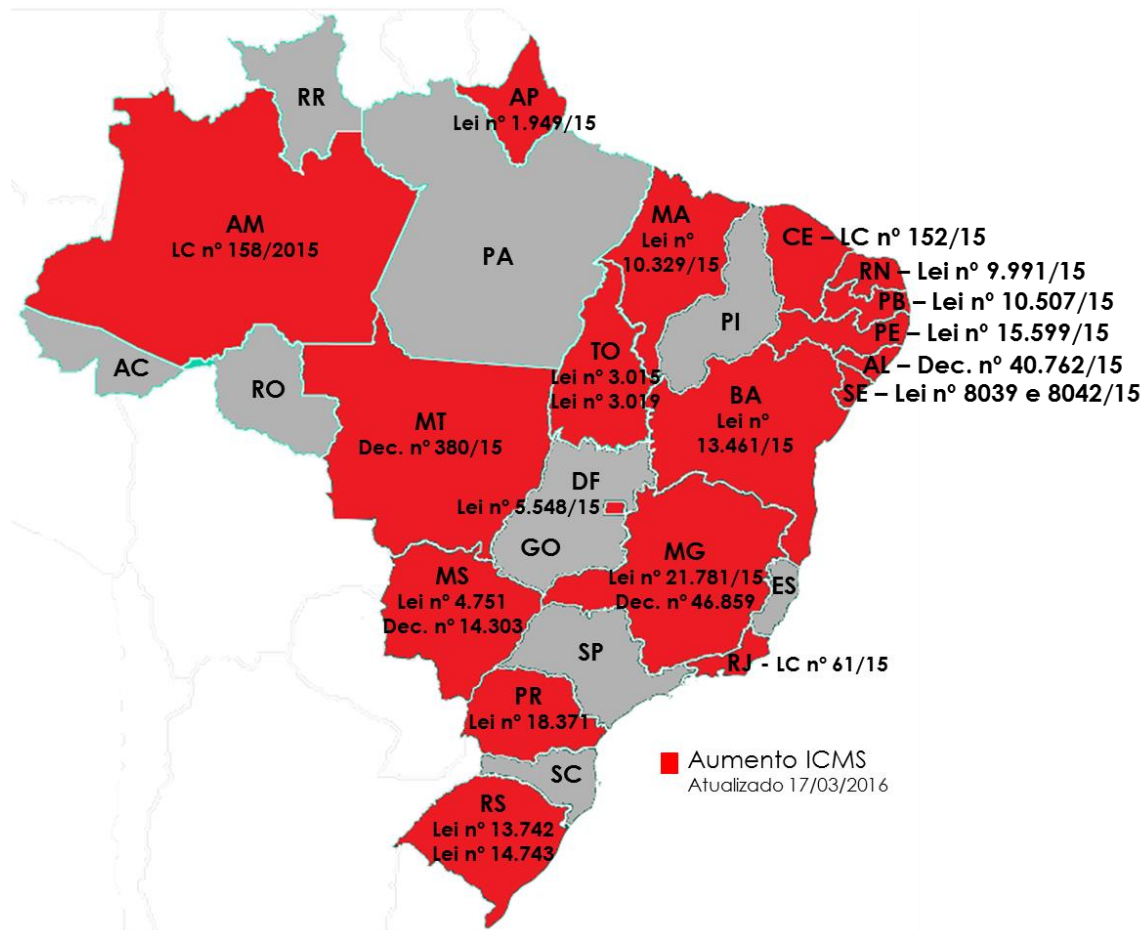 RR
AP
Lei nº 1.949/15
AM
LC nº 158/2015
PA
MA
Lei nº
10.329/15
CE – LC nº 152/15
RN – Lei nº 9.991/15
PB – Lei nº 10.507/15
PE – Lei nº 15.599/15
AL – Dec. nº 40.762/15
SE – Lei nº 8039 e 8042/15
PI
AC
RO
TO
Lei nº 3.015
Lei nº 3.019
BA
Lei nº
13.461/15
MT
Dec. nº 380/15
DF
Lei nº 5.548/15
GO
MG
Lei nº 21.781/15
Dec. nº 46.859
ES
MS
Lei nº 4.751
Dec. nº 14.303
SP
RJ - LC nº 61/15
PR
Lei nº 18.371
SC
Aumento ICMS
Atualizado 17/03/2016
RS
Lei nº 13.742
Lei nº 14.743